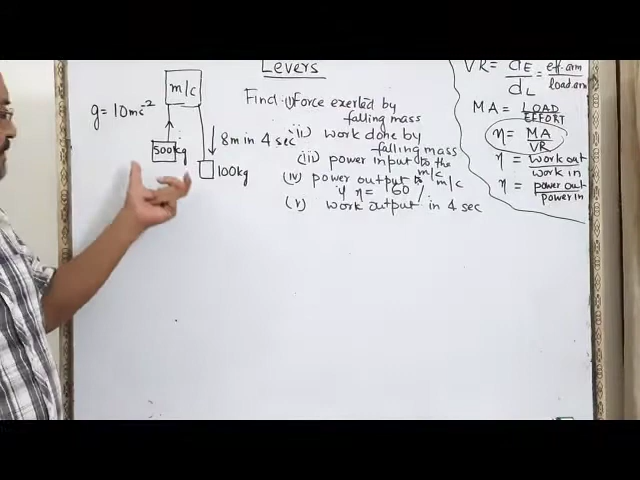 Levers
m/c
g= 10ms⁻²
500kg
8m in 4 sec
100kg
Find (i) Force exerted by
falling mass
(ii) work done by
falling mass
(iii) power input to the
m/c
(iv) power output m/c
if η = 60 %
(v) work output in 4 sec
VR = dE/dL = eff.arm/load arm
MA = LOAD/EFFORT
η = MA/VR
η = work out/work in
η = power out/power in